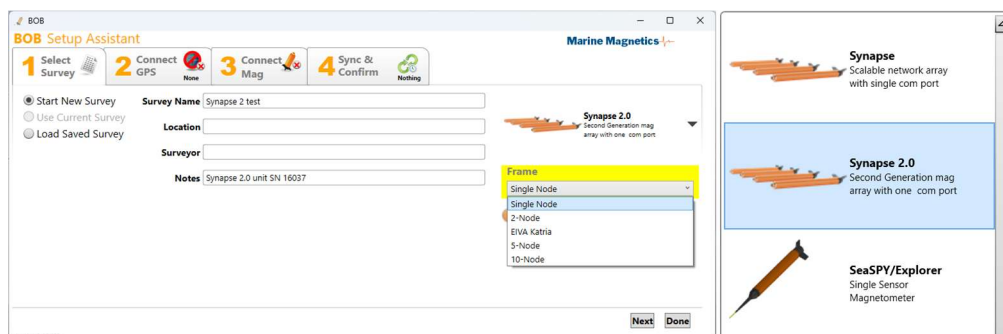 BOB
BOB Setup Assistant
Marine Magnetics
1 Select Survey
2 Connect GPS
None
3 Connect Mag
4 Sync & Confirm
Nothing
Start New Survey
Use Current Survey
Load Saved Survey
Survey Name Synapse 2 test
Location
Surveyor
Notes Synapse 2.0 unit SN 16037
Synapse 2.0
Second Generation mag
array with one com port
Frame
Single Node
Single Node
2-Node
EIVA Katria
5-Node
10-Node
Next Done
Synapse
Scalable network array
with single com port
Synapse 2.0
Second Generation mag
array with one com port
SeaSPY/Explorer
Single Sensor
Magnetometer